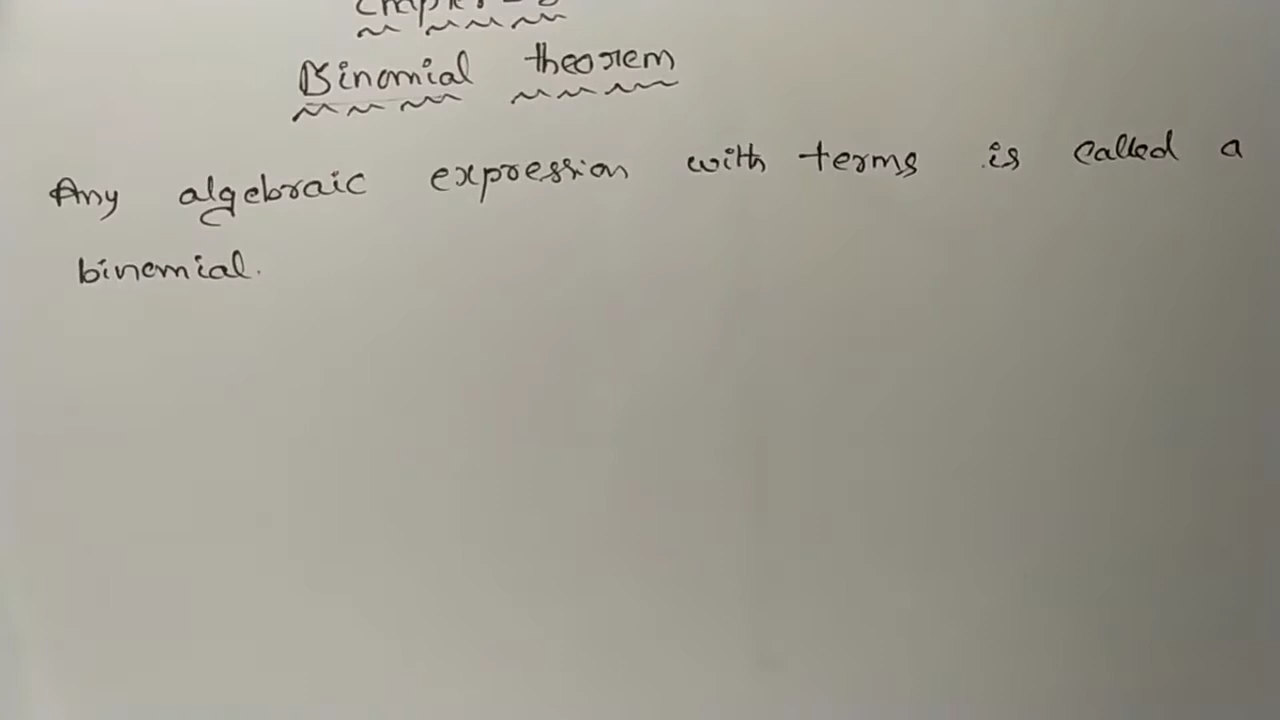 Binomial theorem
Any algebraic expression with terms is called a
binomial.